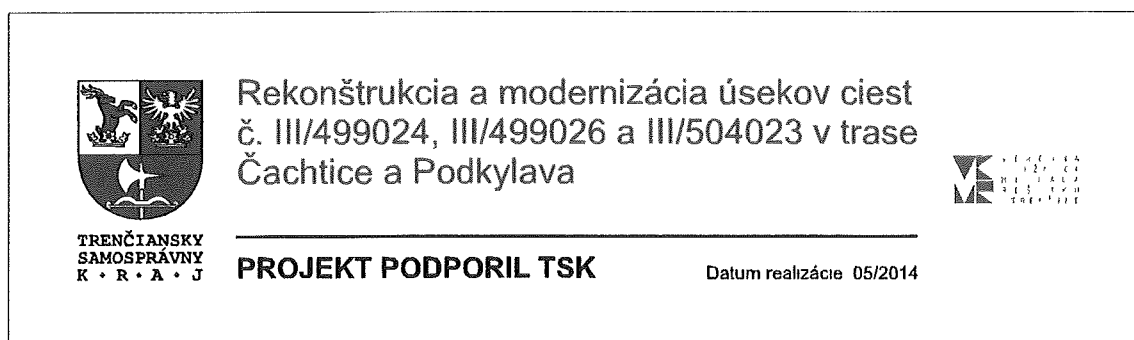 Rekonštrukcia a modernizácia úsekov ciest
č. III/499024, III/499026 a III/504023 v trase
Čachtice a Podkylava
TRENČIANSKY
SAMOSPRÁVNY
K • R • A • J
PROJEKT PODPORIL TSK
Datum realizácie 05/2014